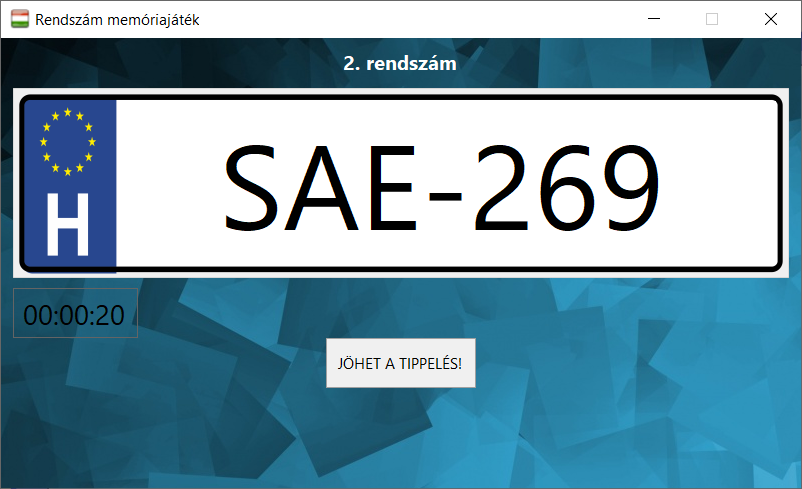 Rendszám memóriajáték
2. rendszám
H
SAE-269
00:00:20
JÖHET A TIPPELÉS!